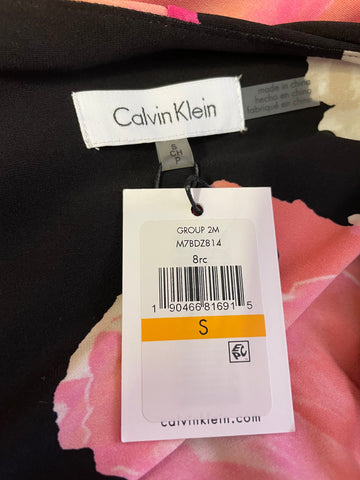 Calvin Klein
made in china
hecho en china
fabriqué en china
S
CH
P
GROUP 2M
M7BDZ814
8rc
1 90466 81691 5
S
calvinklein.com